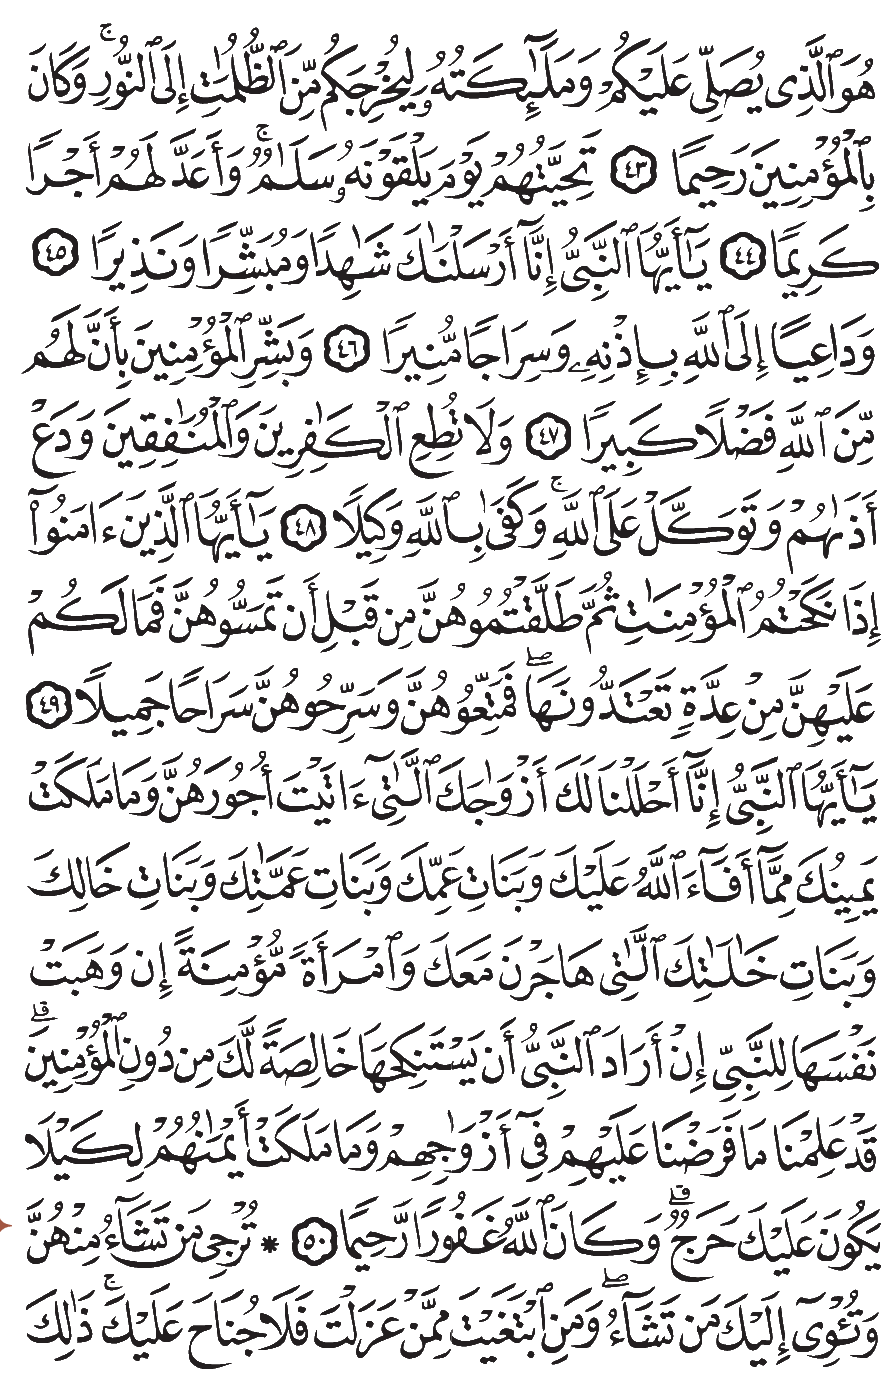 هُوَ ٱلَّذِى يُصَلِّى عَلَيْكُمْ وَمَلَٰٓئِكَتُهُۥ لِيُخْرِجَكُم مِّنَ ٱلظُّلُمَٰتِ إِلَى ٱلنُّورِ ۚ وَكَانَ
بِٱلْمُؤْمِنِينَ رَحِيمًا ٤٣ تَحِيَّتُهُمْ يَوْمَ يَلْقَوْنَهُۥ سَلَٰمٌ ۚ وَأَعَدَّ لَهُمْ أَجْرًا
كَرِيمًا ٤٤ يَٰٓأَيُّهَا ٱلنَّبِىُّ إِنَّآ أَرْسَلْنَٰكَ شَٰهِدًا وَمُبَشِّرًا وَنَذِيرًا ٤٥
وَدَاعِيًا إِلَى ٱللَّهِ بِإِذْنِهِۦ وَسِرَاجًا مُّنِيرًا ٤٦ وَبَشِّرِ ٱلْمُؤْمِنِينَ بِأَنَّ لَهُم
مِّنَ ٱللَّهِ فَضْلًا كَبِيرًا ٤٧ وَلَا تُطِعِ ٱلْكَٰفِرِينَ وَٱلْمُنَٰفِقِينَ وَدَعْ
أَذَىٰهُمْ وَتَوَكَّلْ عَلَى ٱللَّهِ ۚ وَكَفَىٰ بِٱللَّهِ وَكِيلًا ٤٨ يَٰٓأَيُّهَا ٱلَّذِينَ ءَامَنُوٓا۟
إِذَا نَكَحْتُمُ ٱلْمُؤْمِنَٰتِ ثُمَّ طَلَّقْتُمُوهُنَّ مِن قَبْلِ أَن تَمَسُّوهُنَّ فَمَا لَكُمْ
عَلَيْهِنَّ مِنْ عِدَّةٍ تَعْتَدُّونَهَا ۖ فَمَتِّعُوهُنَّ وَسَرِّحُوهُنَّ سَرَاحًا جَمِيلًا ٤٩
يَٰٓأَيُّهَا ٱلنَّبِىُّ إِنَّآ أَحْلَلْنَا لَكَ أَزْوَٰجَكَ ٱلَّٰتِىٓ ءَاتَيْتَ أُجُورَهُنَّ وَمَا مَلَكَتْ
يَمِينُكَ مِمَّآ أَفَآءَ ٱللَّهُ عَلَيْكَ وَبَنَاتِ عَمِّكَ وَبَنَاتِ عَمَّٰتِكَ وَبَنَاتِ خَالِكَ
وَبَنَاتِ خَٰلَٰتِكَ ٱلَّٰتِى هَاجَرْنَ مَعَكَ وَٱمْرَأَةً مُّؤْمِنَةً إِن وَهَبَتْ
نَفْسَهَا لِلنَّبِىِّ إِنْ أَرَادَ ٱلنَّبِىُّ أَن يَسْتَنكِحَهَا خَالِصَةً لَّكَ مِن دُونِ ٱلْمُؤْمِنِينَ ۗ
قَدْ عَلِمْنَا مَا فَرَضْنَا عَلَيْهِمْ فِىٓ أَزْوَٰجِهِمْ وَمَا مَلَكَتْ أَيْمَٰنُهُمْ لِكَيْلَا
يَكُونَ عَلَيْكَ حَرَجٌ ۗ وَكَانَ ٱللَّهُ غَفُورًا رَّحِيمًا ٥٠ * تُرْجِى مَن تَشَآءُ مِنْهُنَّ
وَتُـْٔوِىٓ إِلَيْكَ مَن تَشَآءُ ۖ وَمَنِ ٱبْتَغَيْتَ مِمَّنْ عَزَلْتَ فَلَا جُنَاحَ عَلَيْكَ ۚ ذَٰلِكَ